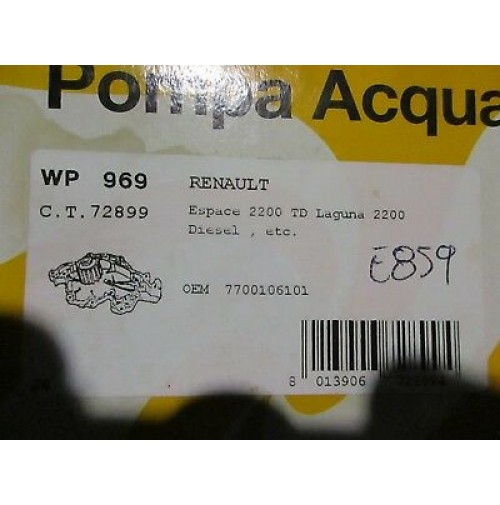 Pompa Acqua
WP 969
RENAULT
C.T.72899
Espace 2200 TD Laguna 2200
Diesel , etc.
E859
OEM 7700106101
8 013906